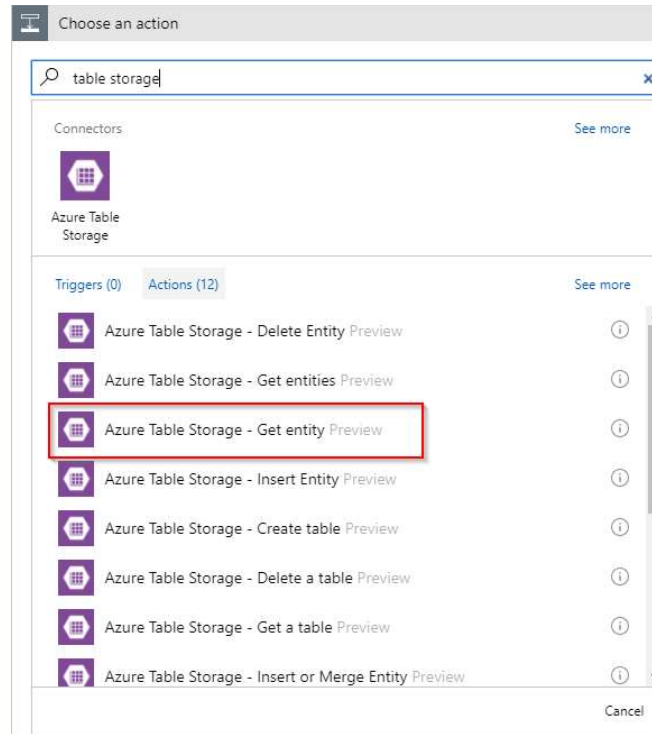 Choose an action
table storage
Connectors
See more
Azure Table
Storage
Triggers (0)
Actions (12)
See more
Azure Table Storage - Delete Entity Preview
Azure Table Storage - Get entities Preview
Azure Table Storage - Get entity Preview
Azure Table Storage - Insert Entity Preview
Azure Table Storage - Create table Preview
Azure Table Storage - Delete a table Preview
Azure Table Storage - Get a table Preview
Azure Table Storage - Insert or Merge Entity Preview
Cancel